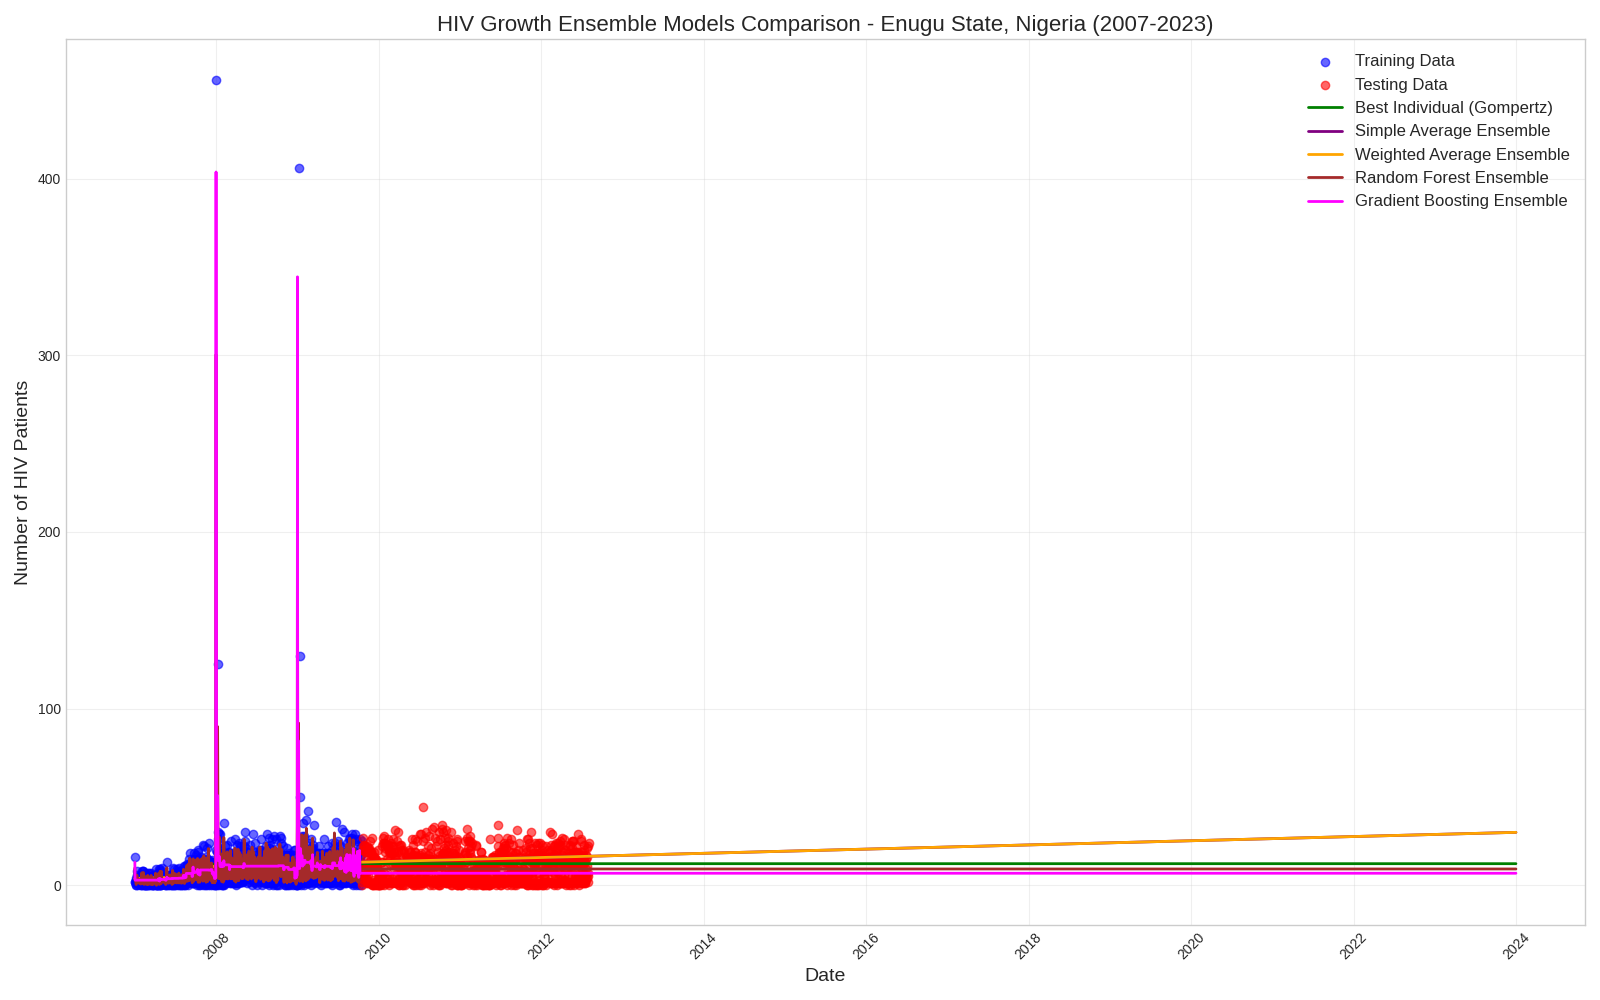 HIV Growth Ensemble Models Comparison - Enugu State, Nigeria (2007-2023)
Training Data
Testing Data
Best Individual (Gompertz)
Simple Average Ensemble
Weighted Average Ensemble
Random Forest Ensemble
Gradient Boosting Ensemble
Number of HIV Patients
400
300
200
100
0
2008
2010
2012
2014
2016
2018
2020
2022
2024
Date